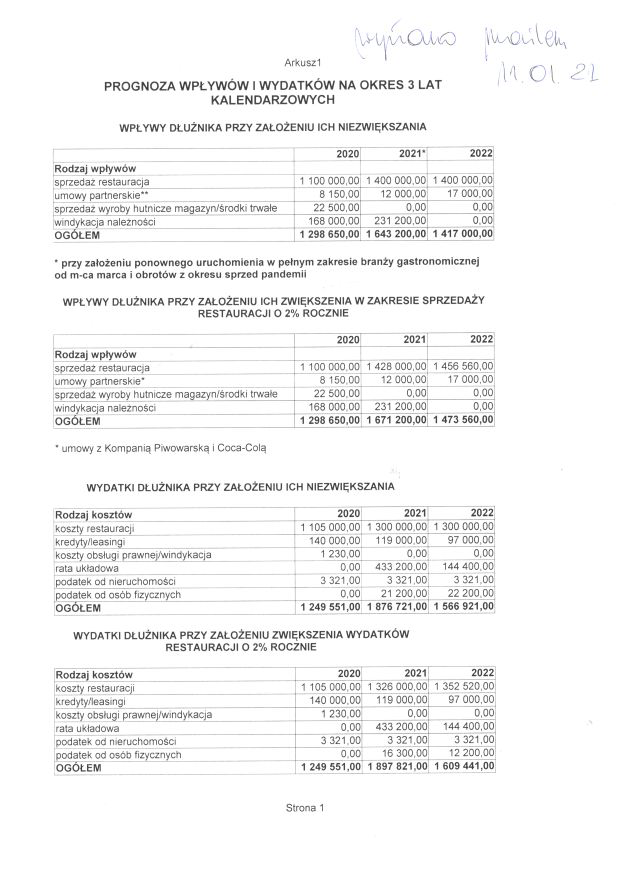 wysłano mailem
11.01.21
Arkusz1
PROGNOZA WPŁYWÓW I WYDATKÓW NA OKRES 3 LAT
KALENDARZOWYCH
WPŁYWY DŁUŻNIKA PRZY ZAŁOŻENIU ICH NIEZWIĘKSZANIA
2020 2021* 2022
Rodzaj wpływów
sprzedaż restauracja 1 100 000,00 1 400 000,00 1 400 000,00
umowy partnerskie** 8 150,00 12 000,00 17 000,00
sprzedaż wyroby hutnicze magazyn/środki trwałe 22 500,00 0,00 0,00
windykacja należności 168 000,00 231 200,00 0,00
OGÓŁEM 1 298 650,00 1 643 200,00 1 417 000,00
* przy założeniu ponownego uruchomienia w pełnym zakresie branży gastronomicznej
od m-ca marca i obrotów z okresu sprzed pandemii
WPŁYWY DŁUŻNIKA PRZY ZAŁOŻENIU ICH ZWIĘKSZENIA W ZAKRESIE SPRZEDAŻY
RESTAURACJI O 2% ROCZNIE
2020 2021 2022
Rodzaj wpływów
sprzedaż restauracja 1 100 000,00 1 428 000,00 1 456 560,00
umowy partnerskie* 8 150,00 12 000,00 17 000,00
sprzedaż wyroby hutnicze magazyn/środki trwałe 22 500,00 0,00 0,00
windykacja należności 168 000,00 231 200,00 0,00
OGÓŁEM 1 298 650,00 1 671 200,00 1 473 560,00
* umowy z Kompanią Piwowarską i Coca-Colą
WYDATKI DŁUŻNIKA PRZY ZAŁOŻENIU ICH NIEZWIĘKSZANIA
Rodzaj kosztów 2020 2021 2022
koszty restauracji 1 105 000,00 1 300 000,00 1 300 000,00
kredyty/leasingi 140 000,00 119 000,00 97 000,00
koszty obsługi prawnej/windykacja 1 230,00 0,00 0,00
rata układowa 0,00 433 200,00 144 400,00
podatek od nieruchomości 3 321,00 3 321,00 3 321,00
podatek od osób fizycznych 0,00 21 200,00 22 200,00
OGÓŁEM 1 249 551,00 1 876 721,00 1 566 921,00
WYDATKI DŁUŻNIKA PRZY ZAŁOŻENIU ZWIĘKSZENIA WYDATKÓW
RESTAURACJI O 2% ROCZNIE
Rodzaj kosztów 2020 2021 2022
koszty restauracji 1 105 000,00 1 326 000,00 1 352 520,00
kredyty/leasingi 140 000,00 119 000,00 97 000,00
koszty obsługi prawnej/windykacja 1 230,00 0,00 0,00
rata układowa 0,00 433 200,00 144 400,00
podatek od nieruchomości 3 321,00 3 321,00 3 321,00
podatek od osób fizycznych 0,00 16 300,00 12 200,00
OGÓŁEM 1 249 551,00 1 897 821,00 1 609 441,00
Strona 1